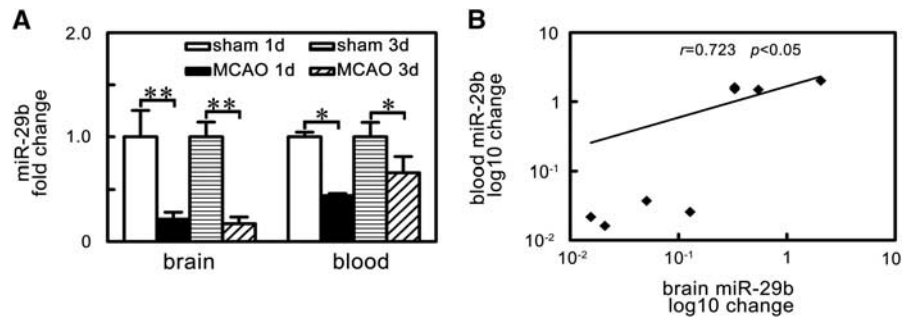 A
2.0
1.0
0
miR-29b
fold change
sham 1d
sham 3d
MCAO 1d
MCAO 3d
**
**
*
*
brain
blood
B
10
1
10-1
10-2
blood miR-29b
log10 change
r=0.723 p<0.05
10-2
10-1
1
10
brain miR-29b
log10 change